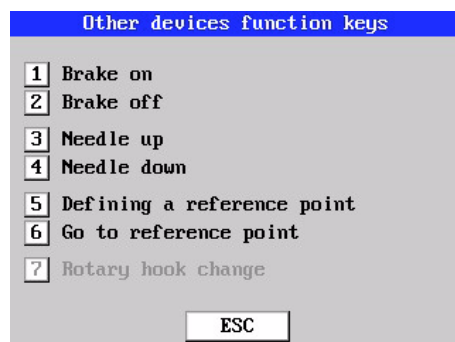 Other devices function keys
1 Brake on
2 Brake off
3 Needle up
4 Needle down
5 Defining a reference point
6 Go to reference point
7 Rotary hook change
ESC